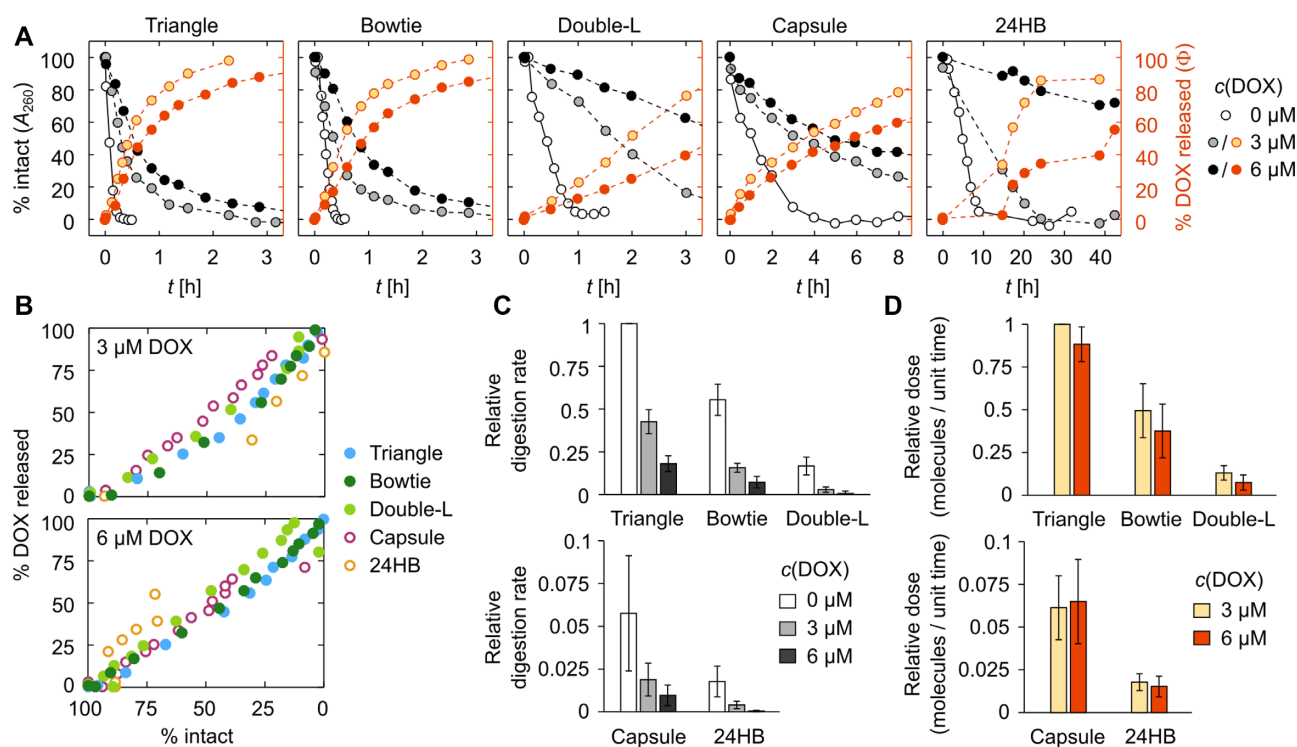 A
Triangle
Bowtie
Double-L
Capsule
24HB
% intact (A260)
100
80
60
40
20
0
0 1 2 3
0 1 2 3
0 1 2 3
0 2 4 6 8
0 10 20 30 40
t [h]
t [h]
t [h]
t [h]
t [h]
100
80
60
40
20
0
% DOX released (Φ)
c(DOX)
0 µM
/ 3 µM
/ 6 µM
B
% DOX released
100
75
50
25
0
3 µM DOX
100
75
50
25
0
6 µM DOX
100 75 50 25 0
% intact
Triangle
Bowtie
Double-L
Capsule
24HB
C
Relative
digestion rate
1
0.75
0.5
0.25
0
Triangle Bowtie Double-L
Relative
digestion rate
0.1
0.075
0.05
0.025
0
Capsule 24HB
c(DOX)
0 µM
3 µM
6 µM
D
Relative dose
(molecules / unit time)
1
0.75
0.5
0.25
0
Triangle Bowtie Double-L
Relative dose
(molecules / unit time)
0.1
0.075
0.05
0.025
0
Capsule 24HB
c(DOX)
3 µM
6 µM